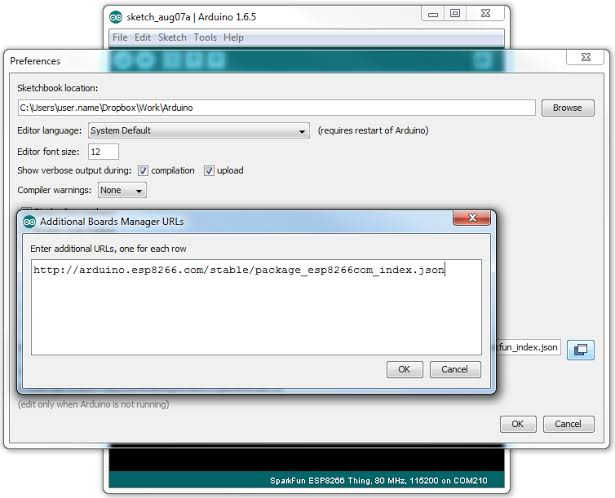 sketch_aug07a | Arduino 1.6.5
File Edit Sketch Tools Help
Preferences
Sketchbook location:
C:\Users\user.name\Dropbox\Work\Arduino Browse
Editor language: System Default (requires restart of Arduino)
Editor font size: 12
Show verbose output during: compilation upload
Compiler warnings: None
Additional Boards Manager URLs
Enter additional URLs, one for each row
http://arduino.esp8266.com/stable/package_esp8266com_index.json
kfun_index.json
OK Cancel
(edit only when Arduino is not running)
OK Cancel
SparkFun ESP8266 Thing, 80 MHz, 115200 on COM210